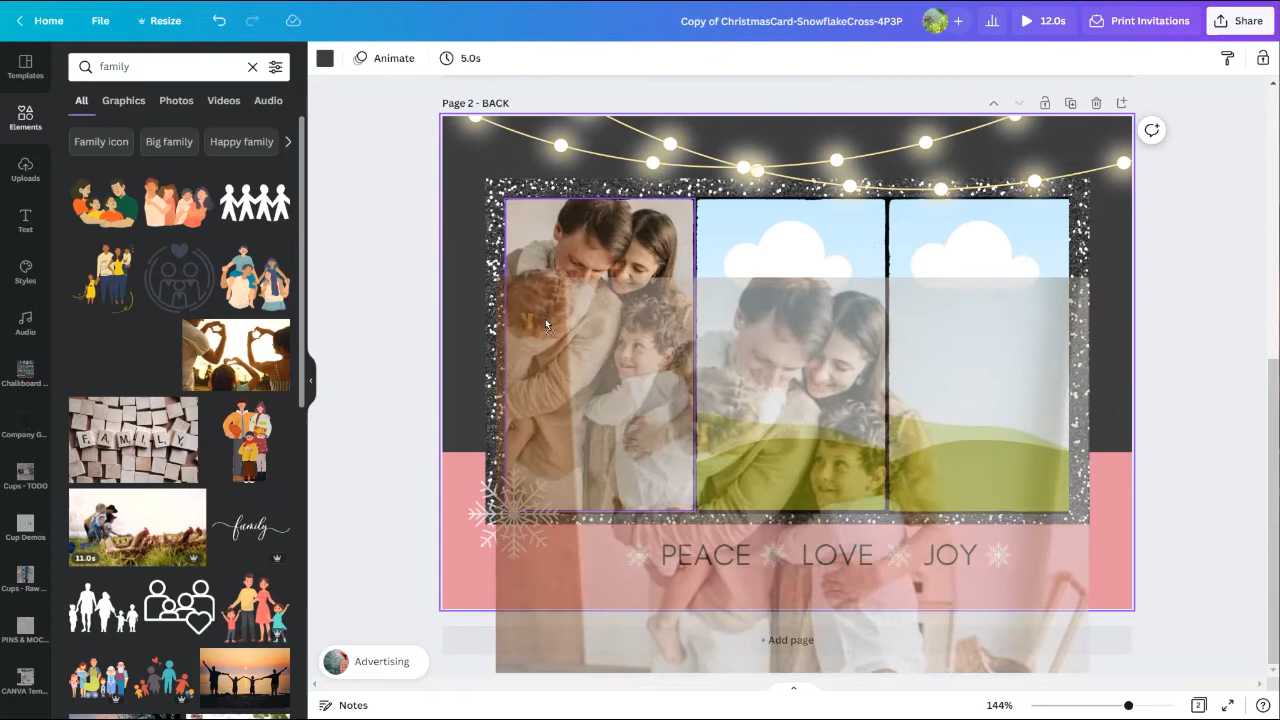 Home File Resize Copy of ChristmasCard-SnowflakeCross-4P3P 12.0s Print Invitations Share
Templates
Elements
Uploads
Text
Styles
Audio
Chalkboard ...
Company G...
Cups - TODO
Cup Demos
Cups - Raw ...
PINS & MOC...
CANVA Tem...
family
All Graphics Photos Videos Audio
Family icon Big family Happy family
FAMILY
11.0s
family
Animate 5.0s
Page 2 - BACK
PEACE LOVE JOY
+ Add page
Advertising
Notes 144% 2